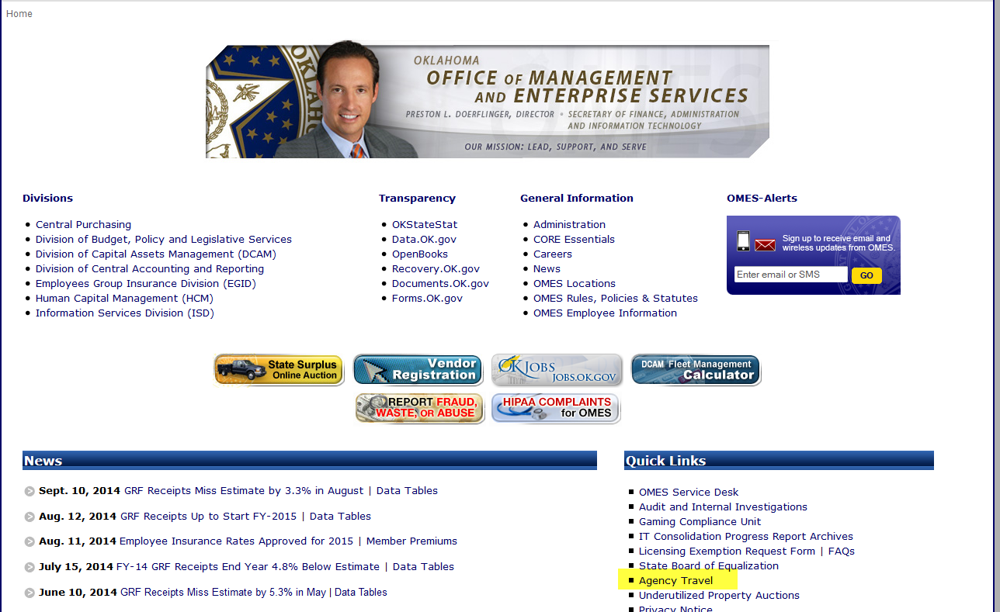 Home
OKLAHOMA
OFFICE OF MANAGEMENT
AND ENTERPRISE SERVICES
PRESTON L. DOERFLINGER, DIRECTOR • SECRETARY OF FINANCE, ADMINISTRATION
AND INFORMATION TECHNOLOGY
OUR MISSION: LEAD, SUPPORT, AND SERVE
Divisions
Central Purchasing
Division of Budget, Policy and Legislative Services
Division of Capital Assets Management (DCAM)
Division of Central Accounting and Reporting
Employees Group Insurance Division (EGID)
Human Capital Management (HCM)
Information Services Division (ISD)
Transparency
OKStateStat
Data.OK.gov
OpenBooks
Recovery.OK.gov
Documents.OK.gov
Forms.OK.gov
General Information
Administration
CORE Essentials
Careers
News
OMES Locations
OMES Rules, Policies & Statutes
OMES Employee Information
OMES-Alerts
Sign up to receive email and
wireless updates from OMES.
Enter email or SMS
GO
State Surplus
Online Auction
Vendor
Registration
OKJOBS
JOBS.OK.GOV
DCAM Fleet Management
Calculator
REPORT FRAUD,
WASTE, OR ABUSE
HIPAA COMPLAINTS
for OMES
News
Sept. 10, 2014 GRF Receipts Miss Estimate by 3.3% in August | Data Tables
Aug. 12, 2014 GRF Receipts Up to Start FY-2015 | Data Tables
Aug. 11, 2014 Employee Insurance Rates Approved for 2015 | Member Premiums
July 15, 2014 FY-14 GRF Receipts End Year 4.8% Below Estimate | Data Tables
June 10, 2014 GRF Receipts Miss Estimate by 5.3% in May | Data Tables
Quick Links
OMES Service Desk
Audit and Internal Investigations
Gaming Compliance Unit
IT Consolidation Progress Report Archives
Licensing Exemption Request Form | FAQs
State Board of Equalization
Agency Travel
Underutilized Property Auctions
Privacy Notice